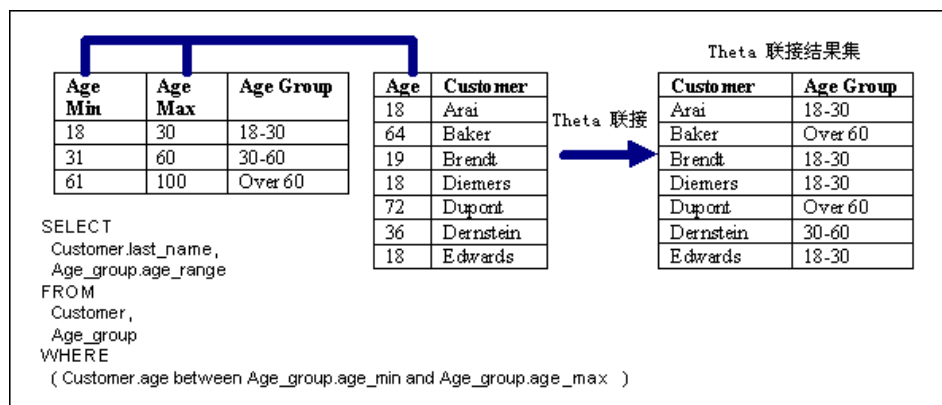 Theta 联接结果集
Age Min Age Max Age Group
18 30 18-30
31 60 30-60
61 100 Over 60
Age Customer
18 Arai
64 Baker
19 Brendt
18 Diemers
72 Dupont
36 Dernstein
18 Edwards
Theta 联接
Customer Age Group
Arai 18-30
Baker Over 60
Brendt 18-30
Diemers 18-30
Dupont Over 60
Dernstein 30-60
Edwards 18-30
SELECT
Customer.last_name,
Age_group.age_range
FROM
Customer,
Age_group
WHERE
( Customer.age between Age_group.age_min and Age_group.age_max )